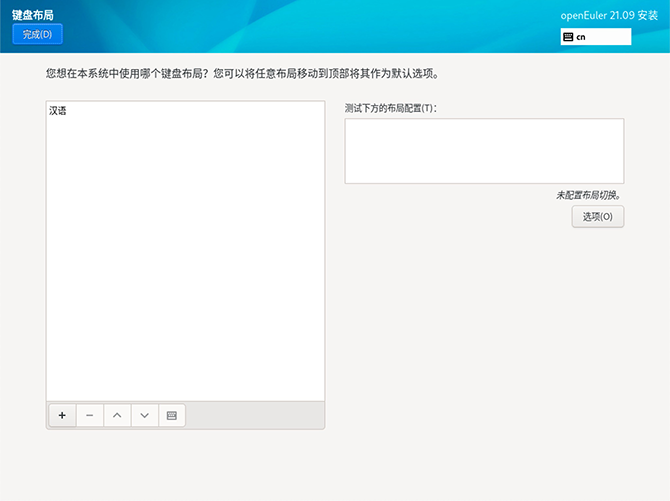 键盘布局
openEuler 21.09 安装
完成(D)
cn
您想在本系统中使用哪个键盘布局？您可以将任意布局移动到顶部将其作为默认选项。
汉语
测试下方的布局配置(T)：
未配置布局切换。
选项(O)